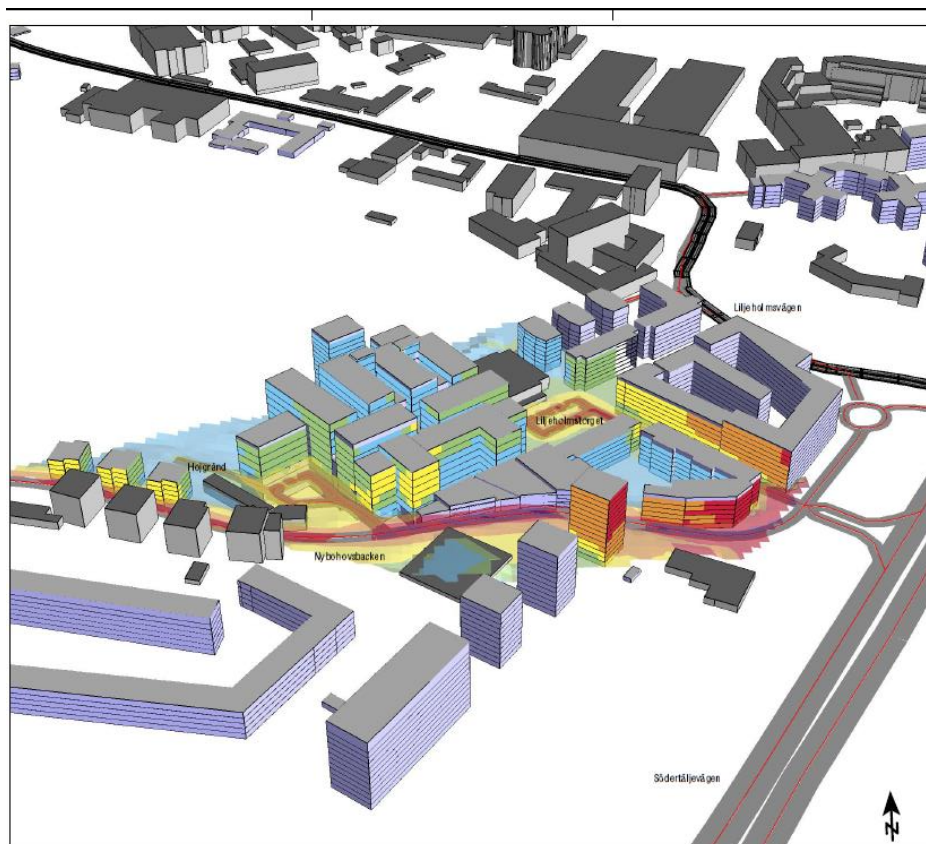 Liljeholmsvägen
Liljeholmstorget
Höjgränd
Nybohovsbacken
Södertäljevägen
N